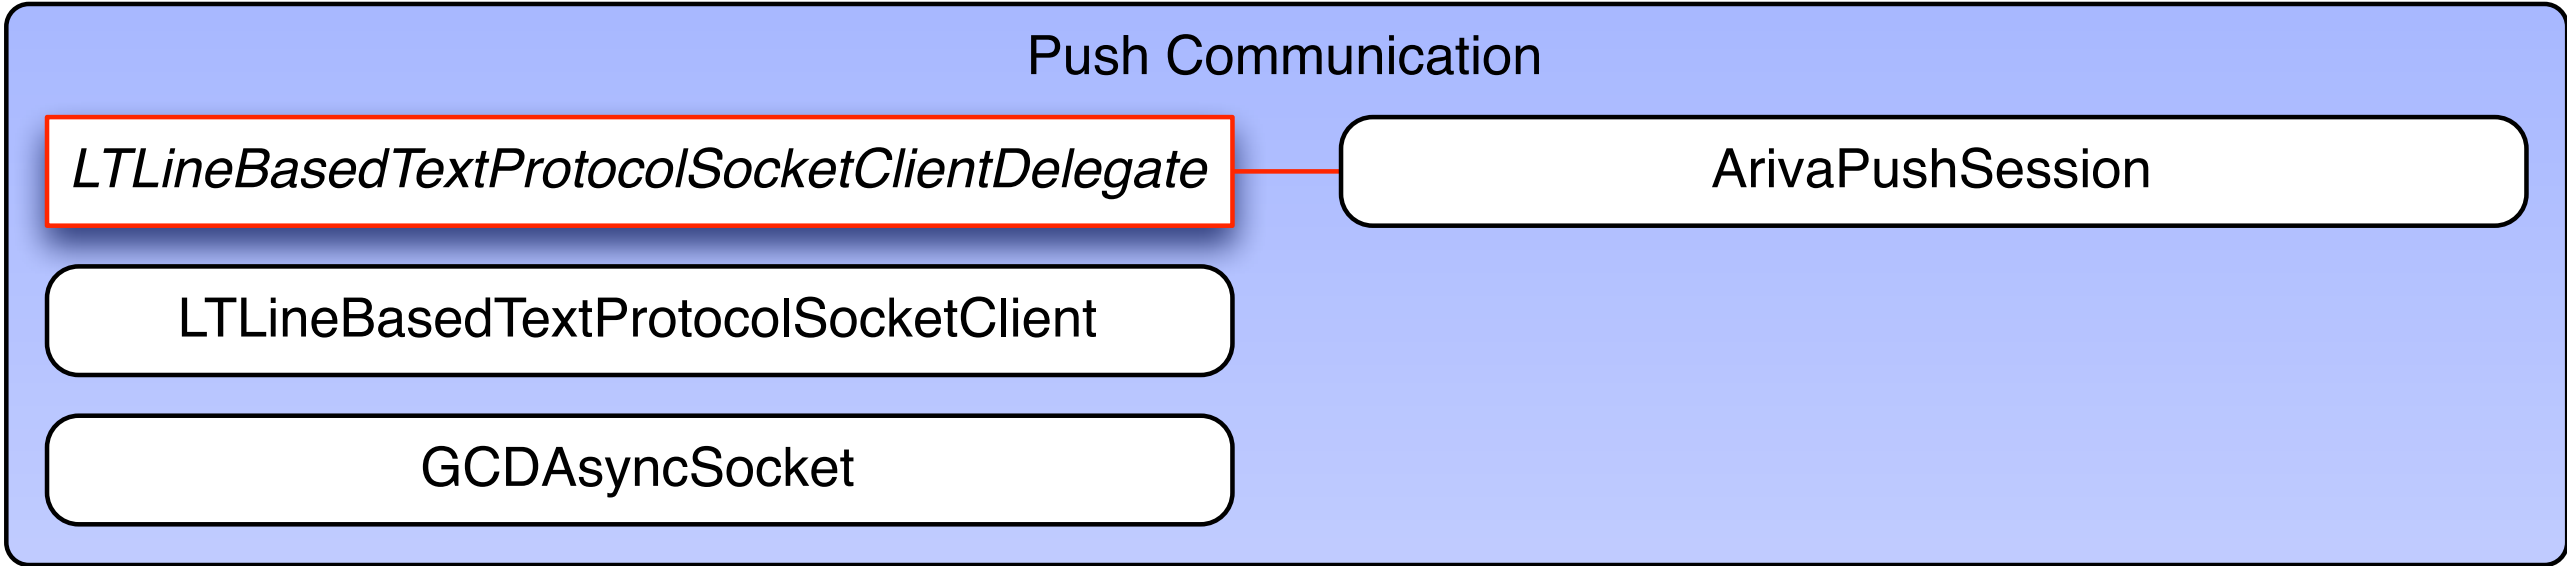 Push Communication
LTLineBasedTextProtocolSocketClientDelegate
ArivaPushSession
LTLineBasedTextProtocolSocketClient
GCDAsyncSocket